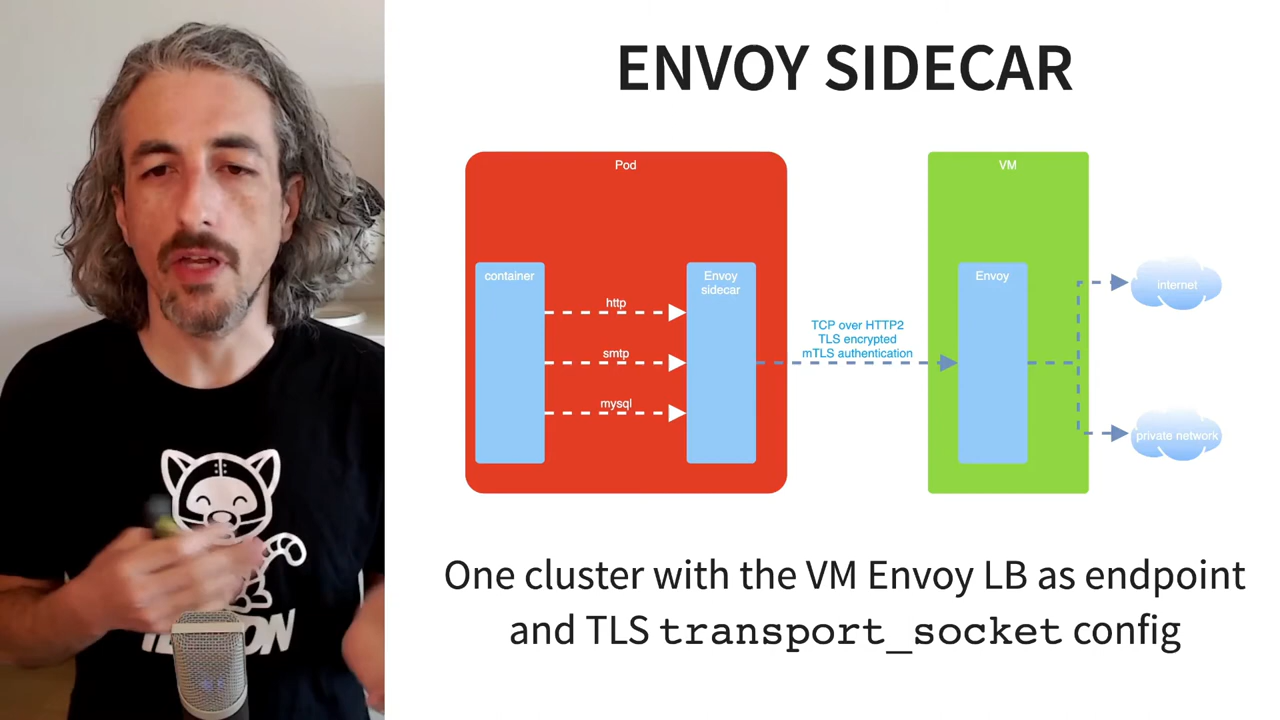 ENVOY SIDECAR
Pod
VM
container
Envoy
sidecar
Envoy
http
smtp
mysql
TCP over HTTP2
TLS encrypted
mTLS authentication
internet
private network
One cluster with the VM Envoy LB as endpoint
and TLS transport_socket config